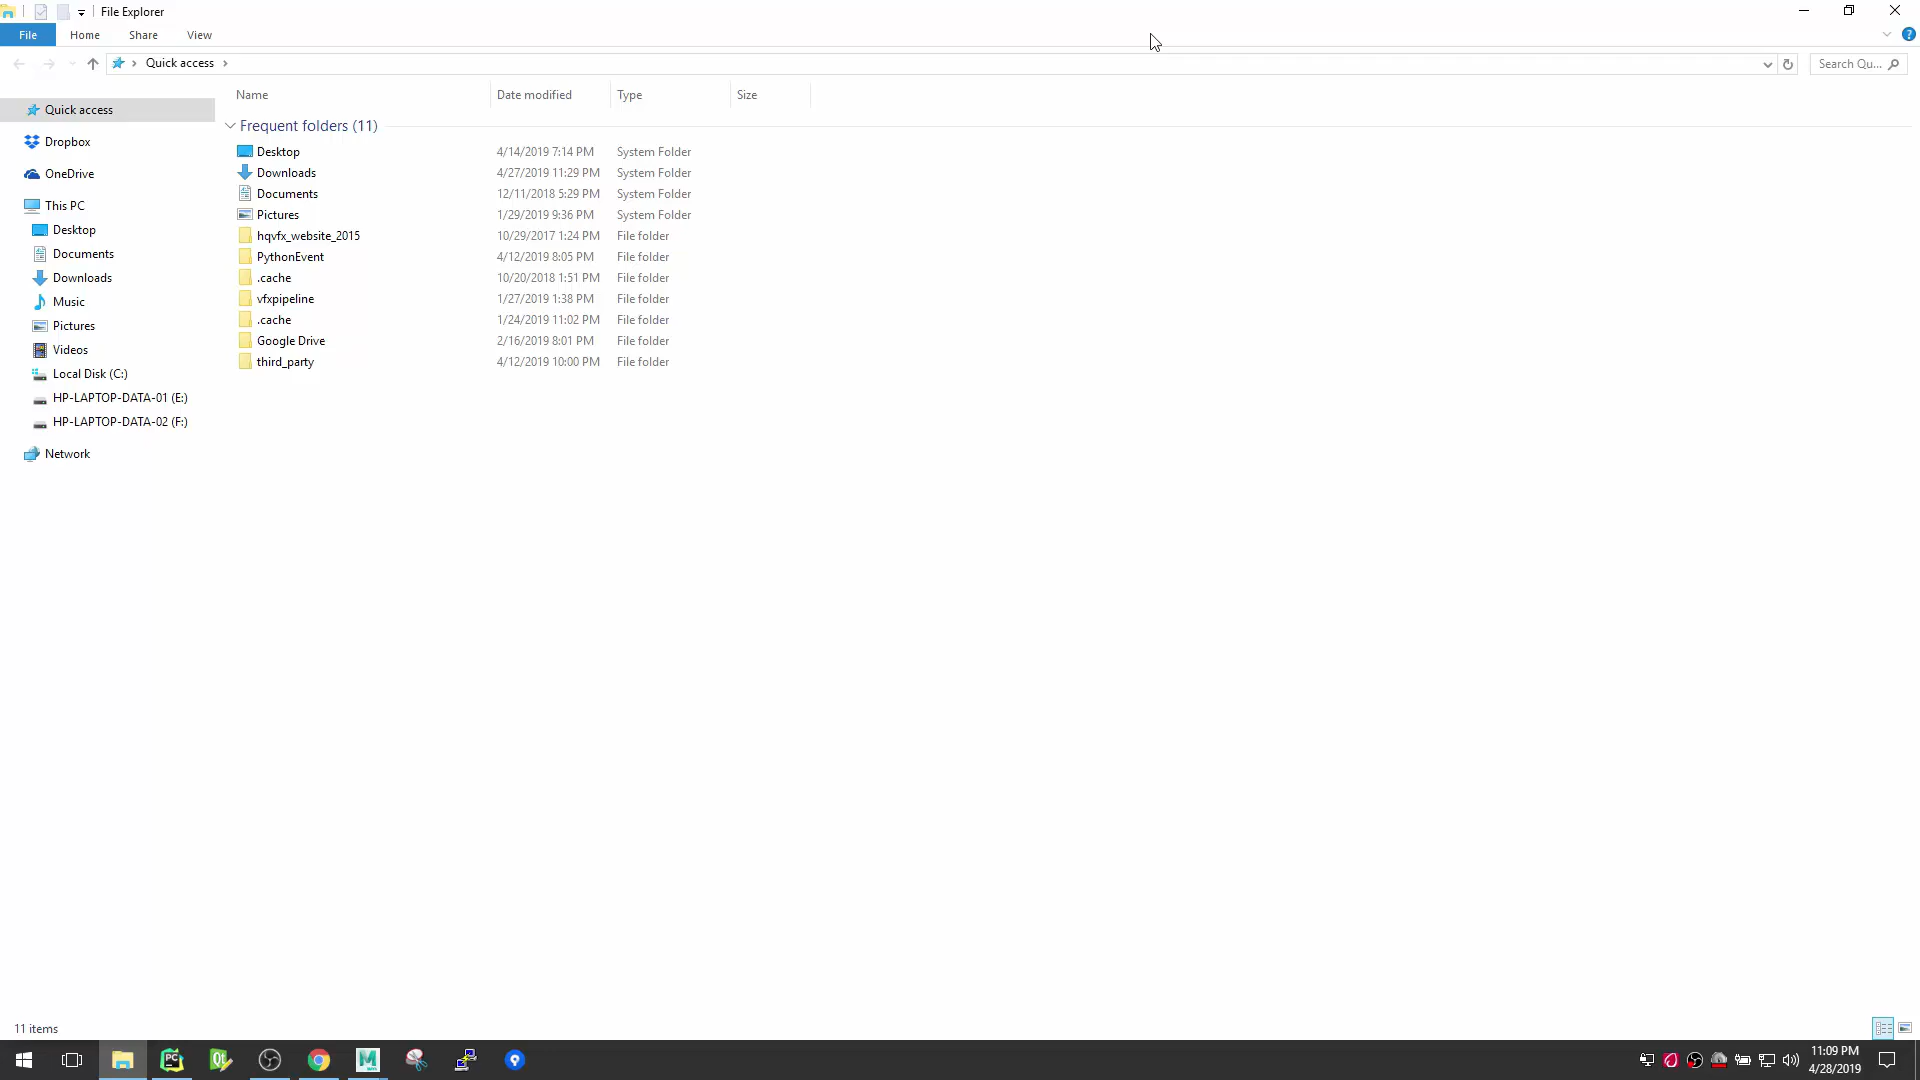 File Explorer
File Home Share View
Quick access
Search Qu...
Name Date modified Type Size
Frequent folders (11)
Desktop 4/14/2019 7:14 PM System Folder
Downloads 4/27/2019 11:29 PM System Folder
Documents 12/11/2018 5:29 PM System Folder
Pictures 1/29/2019 9:36 PM System Folder
hqvfx_website_2015 10/29/2017 1:24 PM File folder
PythonEvent 4/12/2019 8:05 PM File folder
.cache 10/20/2018 1:51 PM File folder
vfxpipeline 1/27/2019 1:38 PM File folder
.cache 1/24/2019 11:02 PM File folder
Google Drive 2/16/2019 8:01 PM File folder
third_party 4/12/2019 10:00 PM File folder
Quick access
Dropbox
OneDrive
This PC
Desktop
Documents
Downloads
Music
Pictures
Videos
Local Disk (C:)
HP-LAPTOP-DATA-01 (E:)
HP-LAPTOP-DATA-02 (F:)
Network
11 items
PC
Qt
M
11:09 PM
4/28/2019